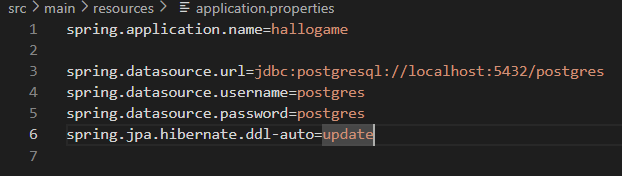 src > main > resources > application.properties
1 spring.application.name=hallogame
2
3 spring.datasource.url=jdbc:postgresql://localhost:5432/postgres
4 spring.datasource.username=postgres
5 spring.datasource.password=postgres
6 spring.jpa.hibernate.ddl-auto=update
7